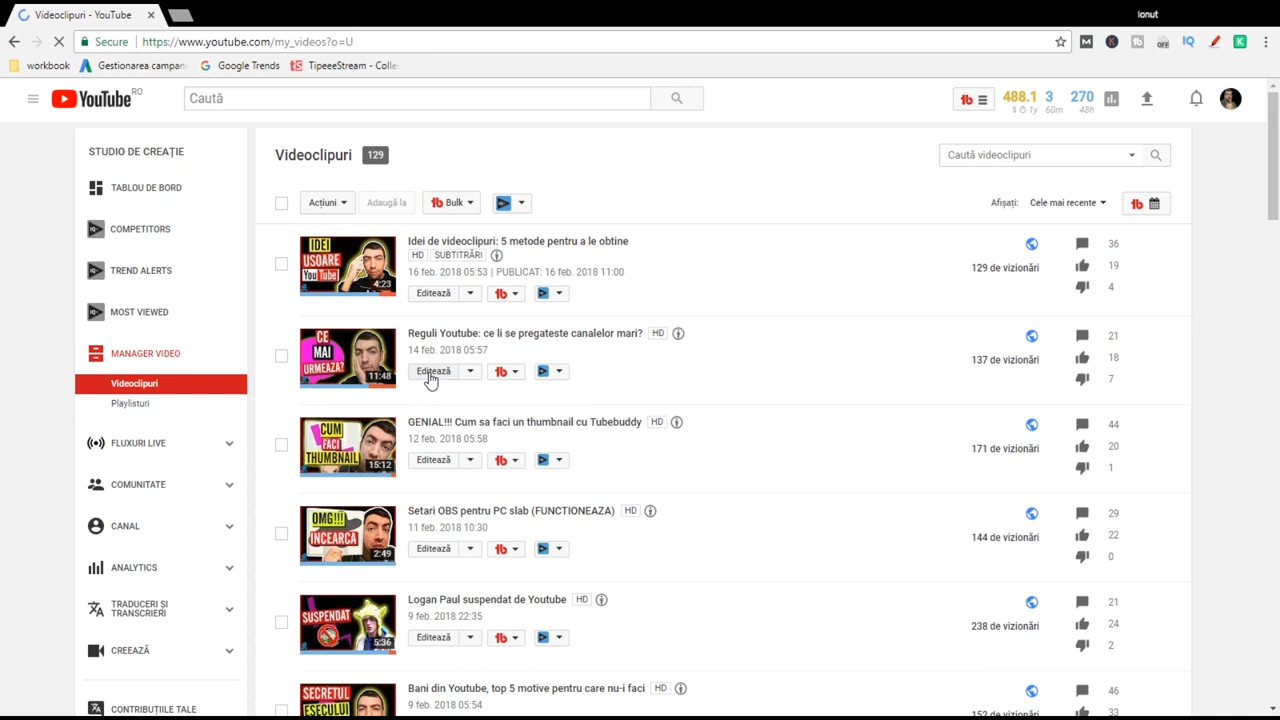 Videoclipuri - YouTube
Ionut
Secure | https://www.youtube.com/my_videos?o=U
workbook Gestionarea campani Google Trends TipeeeStream - Colle
YouTube RO Caută 488.1 3 270
1y 60m 48h
STUDIO DE CREAȚIE
TABLOU DE BORD
COMPETITORS
TREND ALERTS
MOST VIEWED
MANAGER VIDEO
Videoclipuri
Playlisturi
FLUXURI LIVE
COMUNITATE
CANAL
ANALYTICS
TRADUCERI ȘI
TRANSCRIERI
CREEAZĂ
CONTRIBUȚIILE TALE
Videoclipuri 129 Caută videoclipuri
Acțiuni Adaugă la Bulk Afișați: Cele mai recente
IDEI
USOARE
YouTube
4:23
Idei de videoclipuri: 5 metode pentru a le obtine
HD SUBTITRĂRI
16 feb. 2018 05:53 | PUBLICAT: 16 feb. 2018 11:00
Editează
129 de vizionări
36
19
4
CE
MAI
URMEAZA?
11:48
Reguli Youtube: ce li se pregateste canalelor mari? HD
14 feb. 2018 05:57
Editează
137 de vizionări
21
18
7
CUM
FACI
THUMBNAIL
15:12
GENIAL!!! Cum sa faci un thumbnail cu Tubebuddy HD
12 feb. 2018 05:58
Editează
171 de vizionări
44
20
1
OMG!!!
INCEARCA
2:49
Setari OBS pentru PC slab (FUNCTIONEAZA) HD
11 feb. 2018 10:30
Editează
144 de vizionări
29
22
0
SUSPENDAT
5:36
Logan Paul suspendat de Youtube HD
9 feb. 2018 22:35
Editează
238 de vizionări
21
24
2
SECRETUL
ESECULUI
Bani din Youtube, top 5 motive pentru care nu-i faci HD
9 feb. 2018 05:54
152 de vizionări
46
33